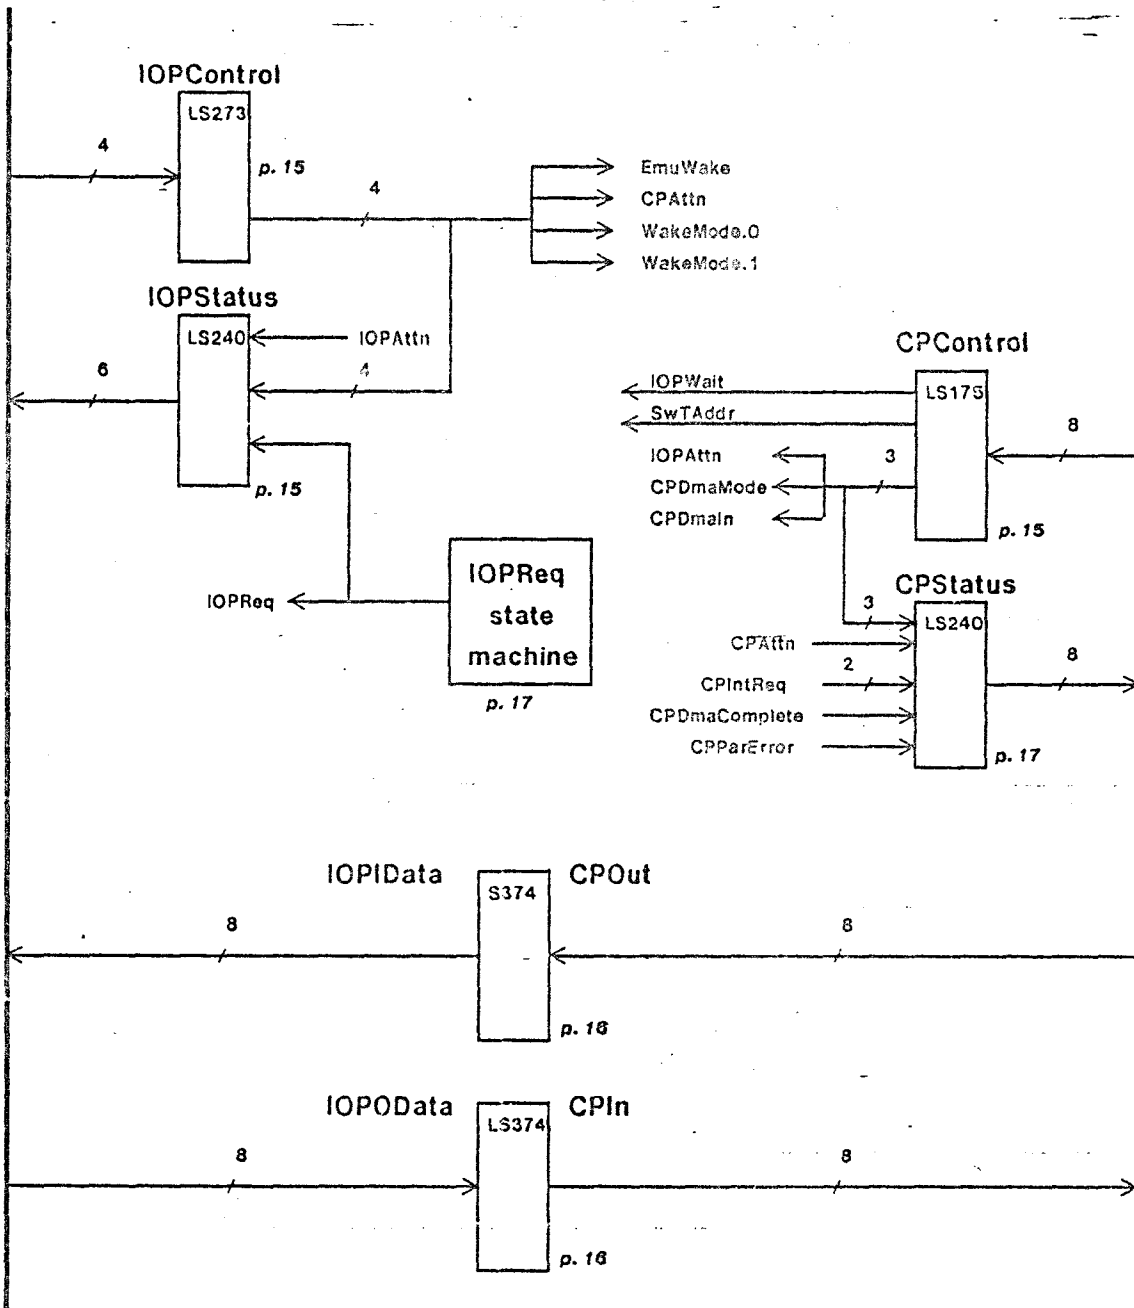 IOPControl
LS273
4
p. 15
4
EmuWake
CPAttn
WakeMode.0
WakeMode.1
IOPStatus
LS240
IOPAttn
6
4
p. 15
CPControl
LS175
IOPWait
SwTAddr
8
IOPAttn
3
CPDmaMode
CPDmaIn
p. 15
IOPReq
state
machine
p. 17
IOPReq
CPStatus
LS240
3
CPAttn
8
2
CPIntReq
CPDmaComplete
CPParError
p. 17
IOPIData
S374
CPOut
8
8
p. 16
IOPOData
LS374
CPIn
8
8
p. 16